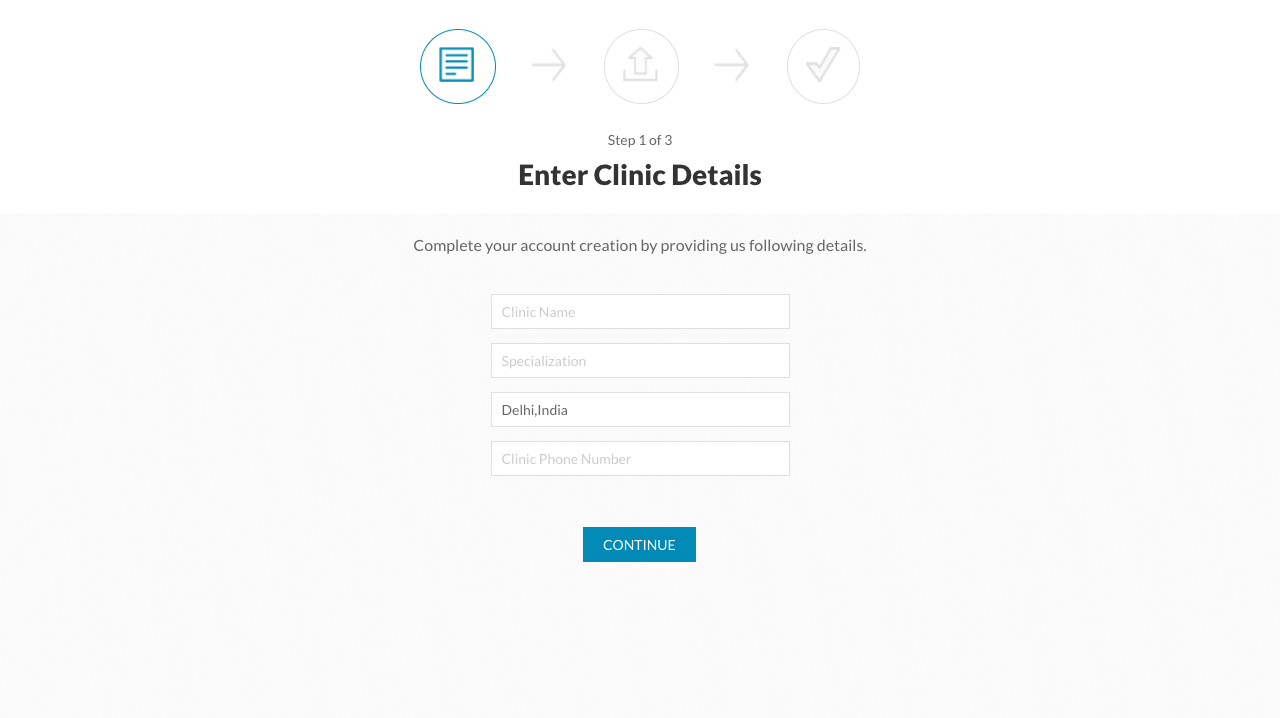 Step 1 of 3
Enter Clinic Details
Complete your account creation by providing us following details.
Clinic Name
Specialization
Delhi,India
Clinic Phone Number
CONTINUE